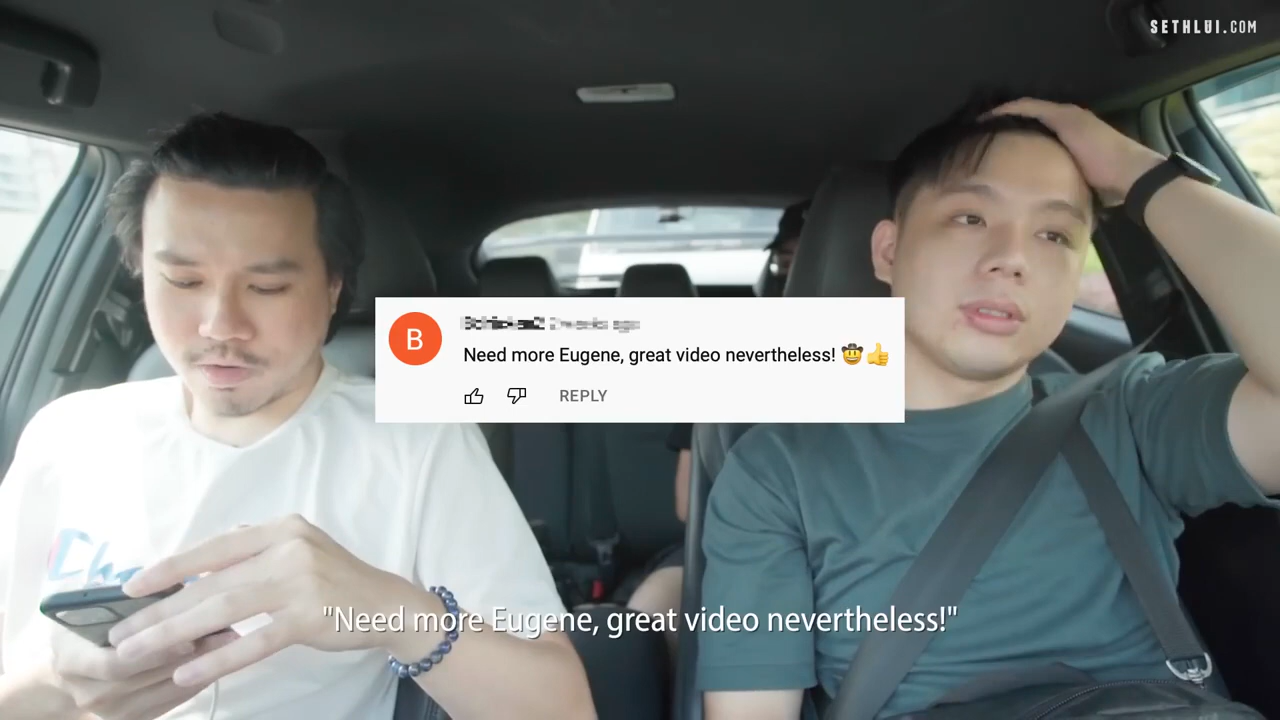 SETHLUI.COM
B
Need more Eugene, great video nevertheless! 🤠👍
REPLY
"Need more Eugene, great video nevertheless!"